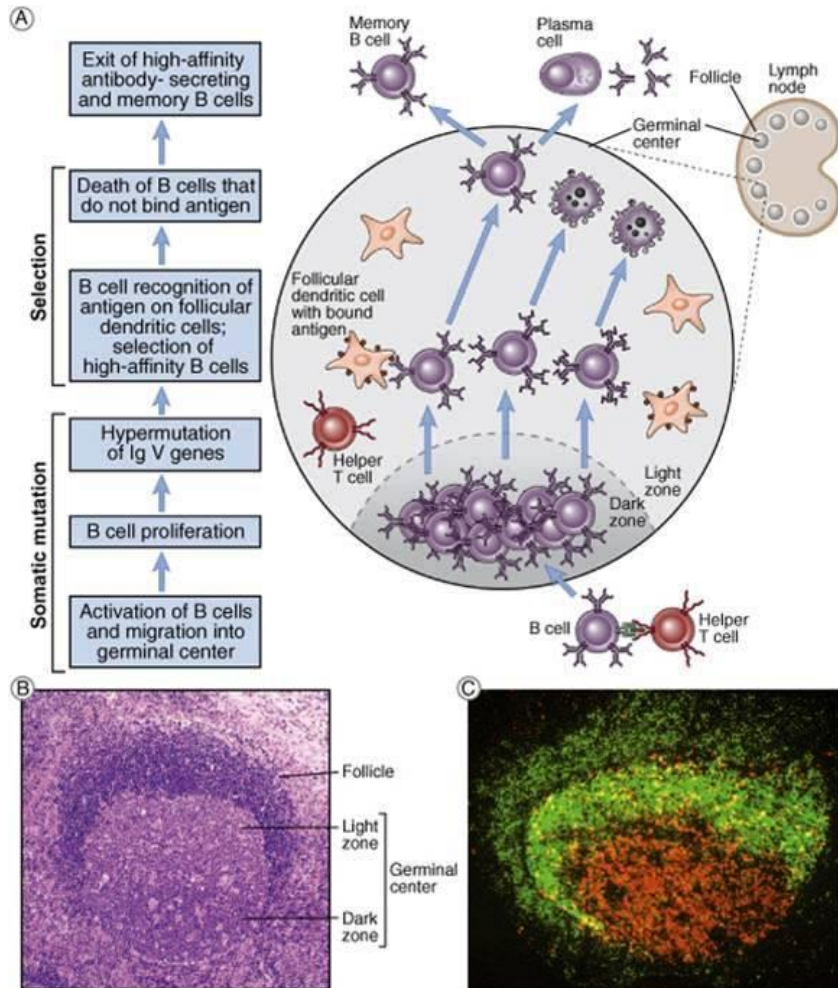 A
Exit of high-affinity
antibody- secreting
and memory B cells
Death of B cells that
do not bind antigen
B cell recognition of
antigen on follicular
dendritic cells;
selection of
high-affinity B cells
Selection
Hypermutation
of Ig V genes
B cell proliferation
Activation of B cells
and migration into
germinal center
Somatic mutation
Memory
B cell
Plasma
cell
Follicle
Lymph
node
Germinal
center
Follicular
dendritic cell
with bound
antigen
Helper
T cell
Light
zone
Dark
zone
B cell
Helper
T cell
B
Follicle
Light
zone
Germinal
center
Dark
zone
C